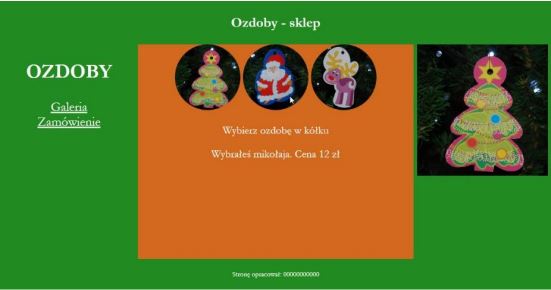 Ozdoby - sklep
OZDOBY
Galeria
Zamówienie
Wybierz ozdobę w kółku
Wybrałeś mikołaja. Cena 12 zł
Stronę opracował: 00000000000